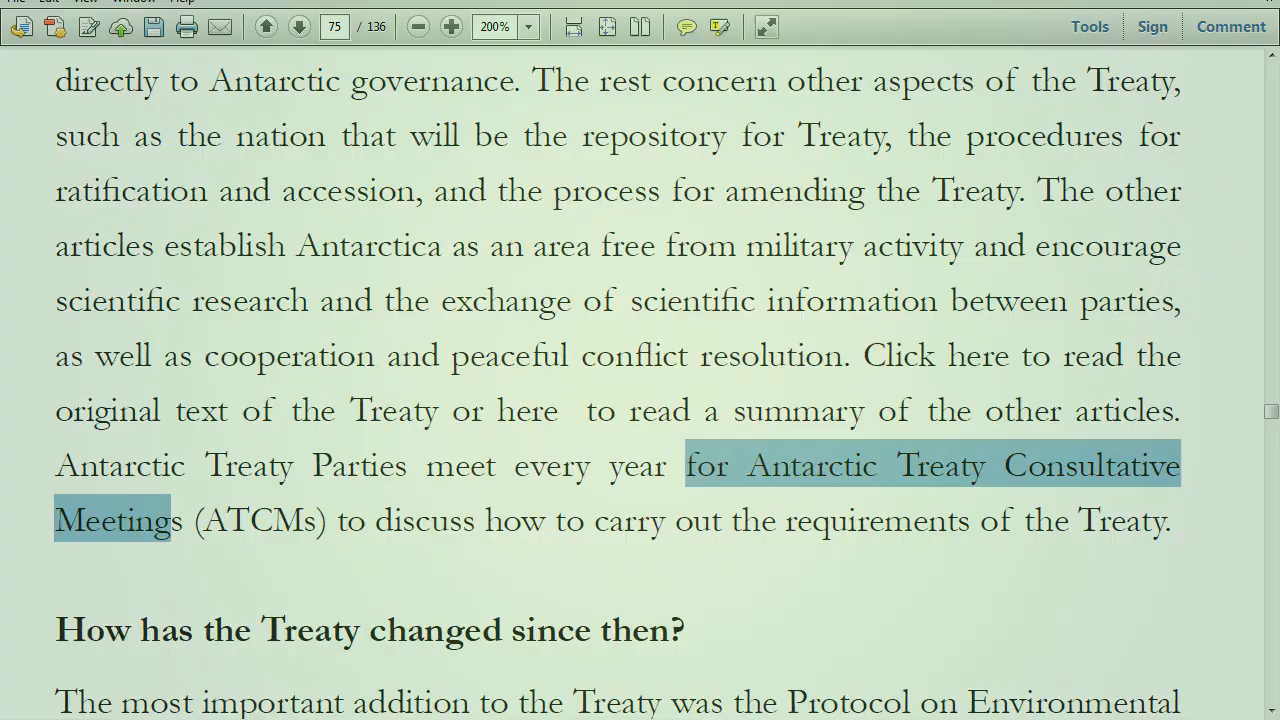 75 / 136 200% Tools Sign Comment
directly to Antarctic governance. The rest concern other aspects of the Treaty,
such as the nation that will be the repository for Treaty, the procedures for
ratification and accession, and the process for amending the Treaty. The other
articles establish Antarctica as an area free from military activity and encourage
scientific research and the exchange of scientific information between parties,
as well as cooperation and peaceful conflict resolution. Click here to read the
original text of the Treaty or here to read a summary of the other articles.
Antarctic Treaty Parties meet every year for Antarctic Treaty Consultative
Meetings (ATCMs) to discuss how to carry out the requirements of the Treaty.
How has the Treaty changed since then?
The most important addition to the Treaty was the Protocol on Environmental